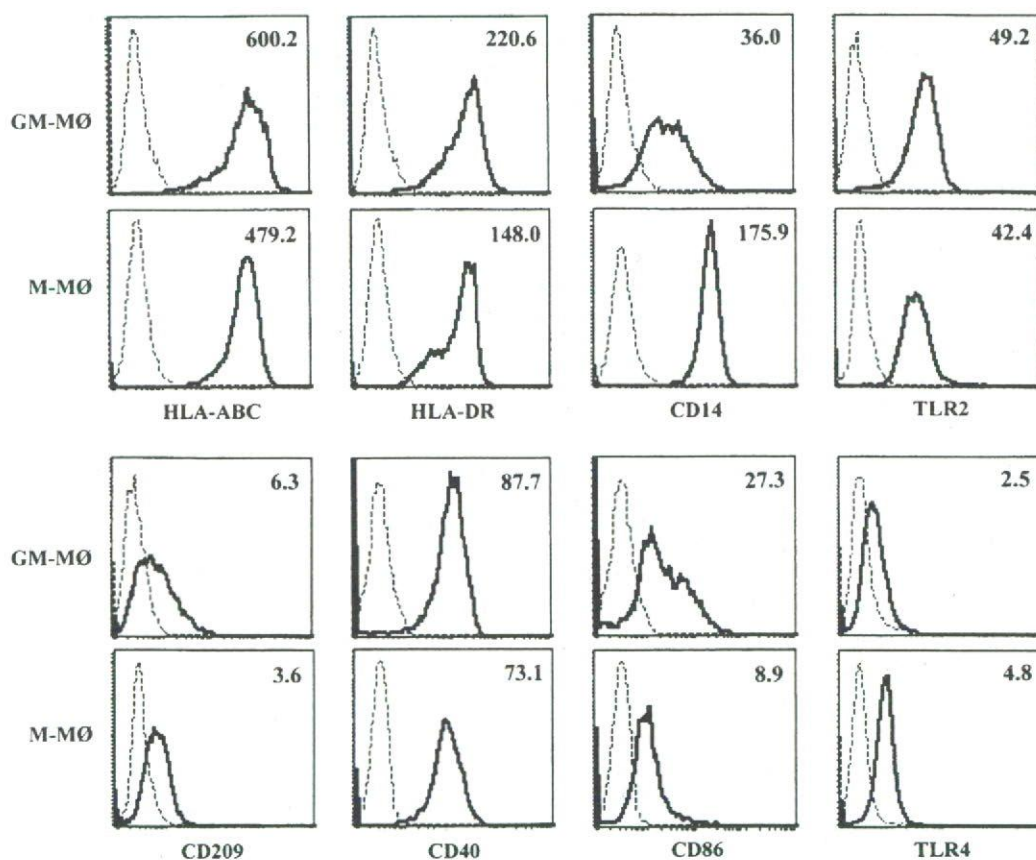 600.2 220.6 36.0 49.2
GM-MØ
479.2 148.0 175.9 42.4
M-MØ
HLA-ABC HLA-DR CD14 TLR2
6.3 87.7 27.3 2.5
GM-MØ
3.6 73.1 8.9 4.8
M-MØ
CD209 CD40 CD86 TLR4